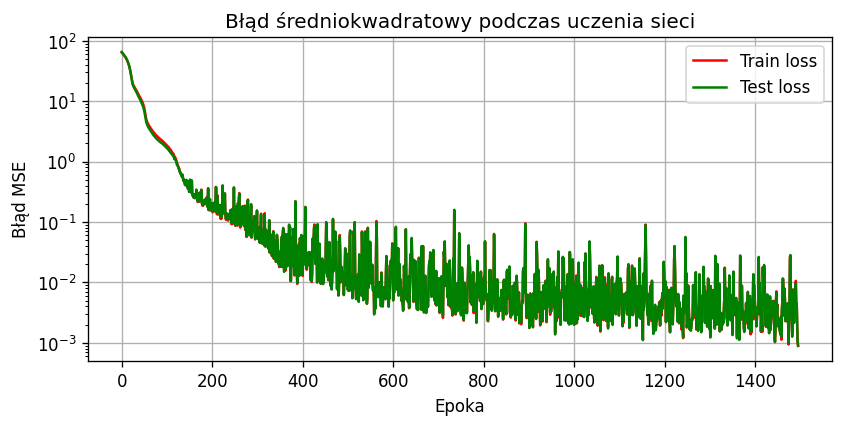 Błąd średniokwadratowy podczas uczenia sieci
Train loss
Test loss
Błąd MSE
10²
10¹
10⁰
10⁻¹
10⁻²
10⁻³
0 200 400 600 800 1000 1200 1400
Epoka